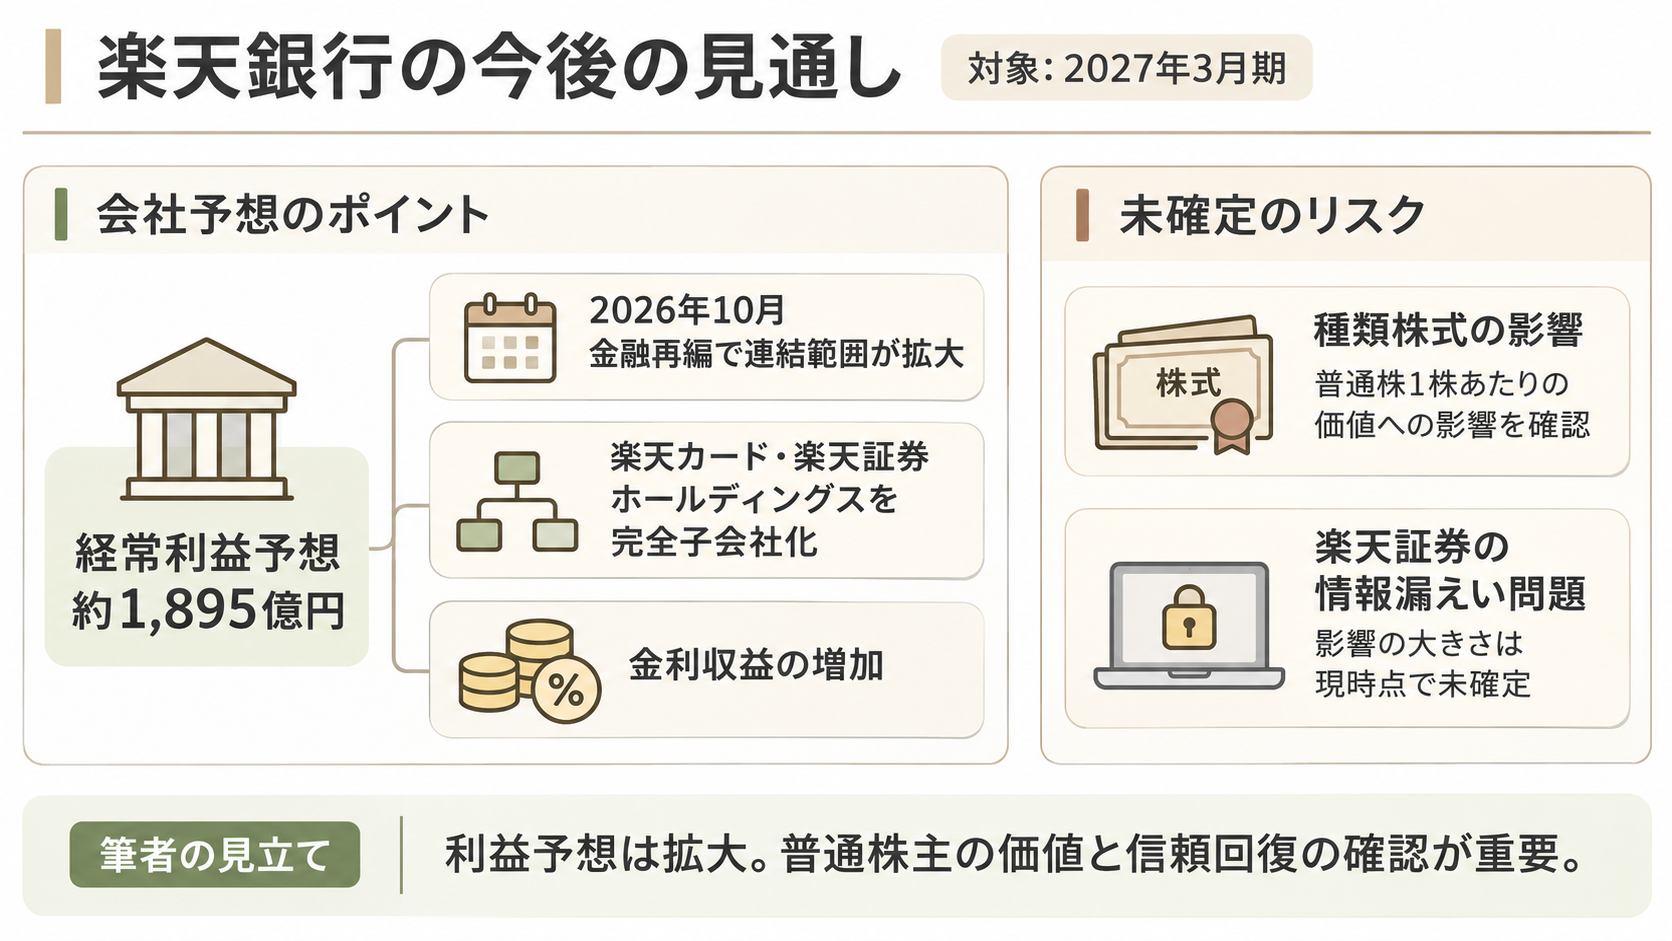 楽天銀行の今後の見通し
対象：2027年3月期
会社予想のポイント
経常利益予想
約1,895億円
2026年10月
金融再編で連結範囲が拡大
楽天カード・楽天証券
ホールディングスを
完全子会社化
%
金利収益の増加
未確定のリスク
株式
種類株式の影響
普通株1株あたりの
価値への影響を確認
楽天証券の
情報漏えい問題
影響の大きさは
現時点で未確定
筆者の見立て
利益予想は拡大。普通株主の価値と信頼回復の確認が重要。